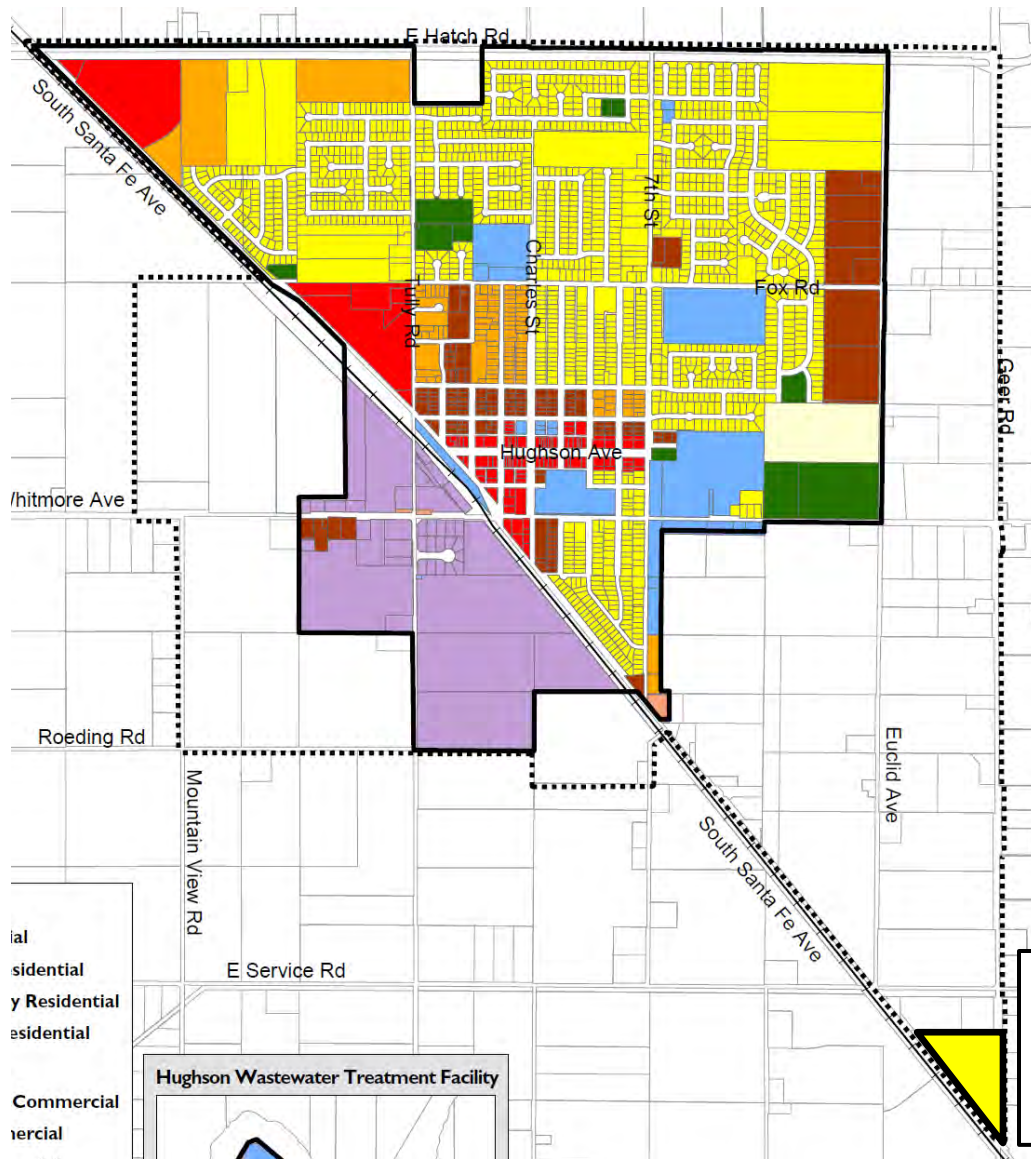 E Hatch Rd
South Santa Fe Ave
7th St
Charles St
Fox Rd
Tully Rd
Geer Rd
Hughson Ave
Whitmore Ave
Roeding Rd
Euclid Ave
Mountain View Rd
South Santa Fe Ave
E Service Rd
ial
sidential
y Residential
esidential
Commercial
ercial
Hughson Wastewater Treatment Facility